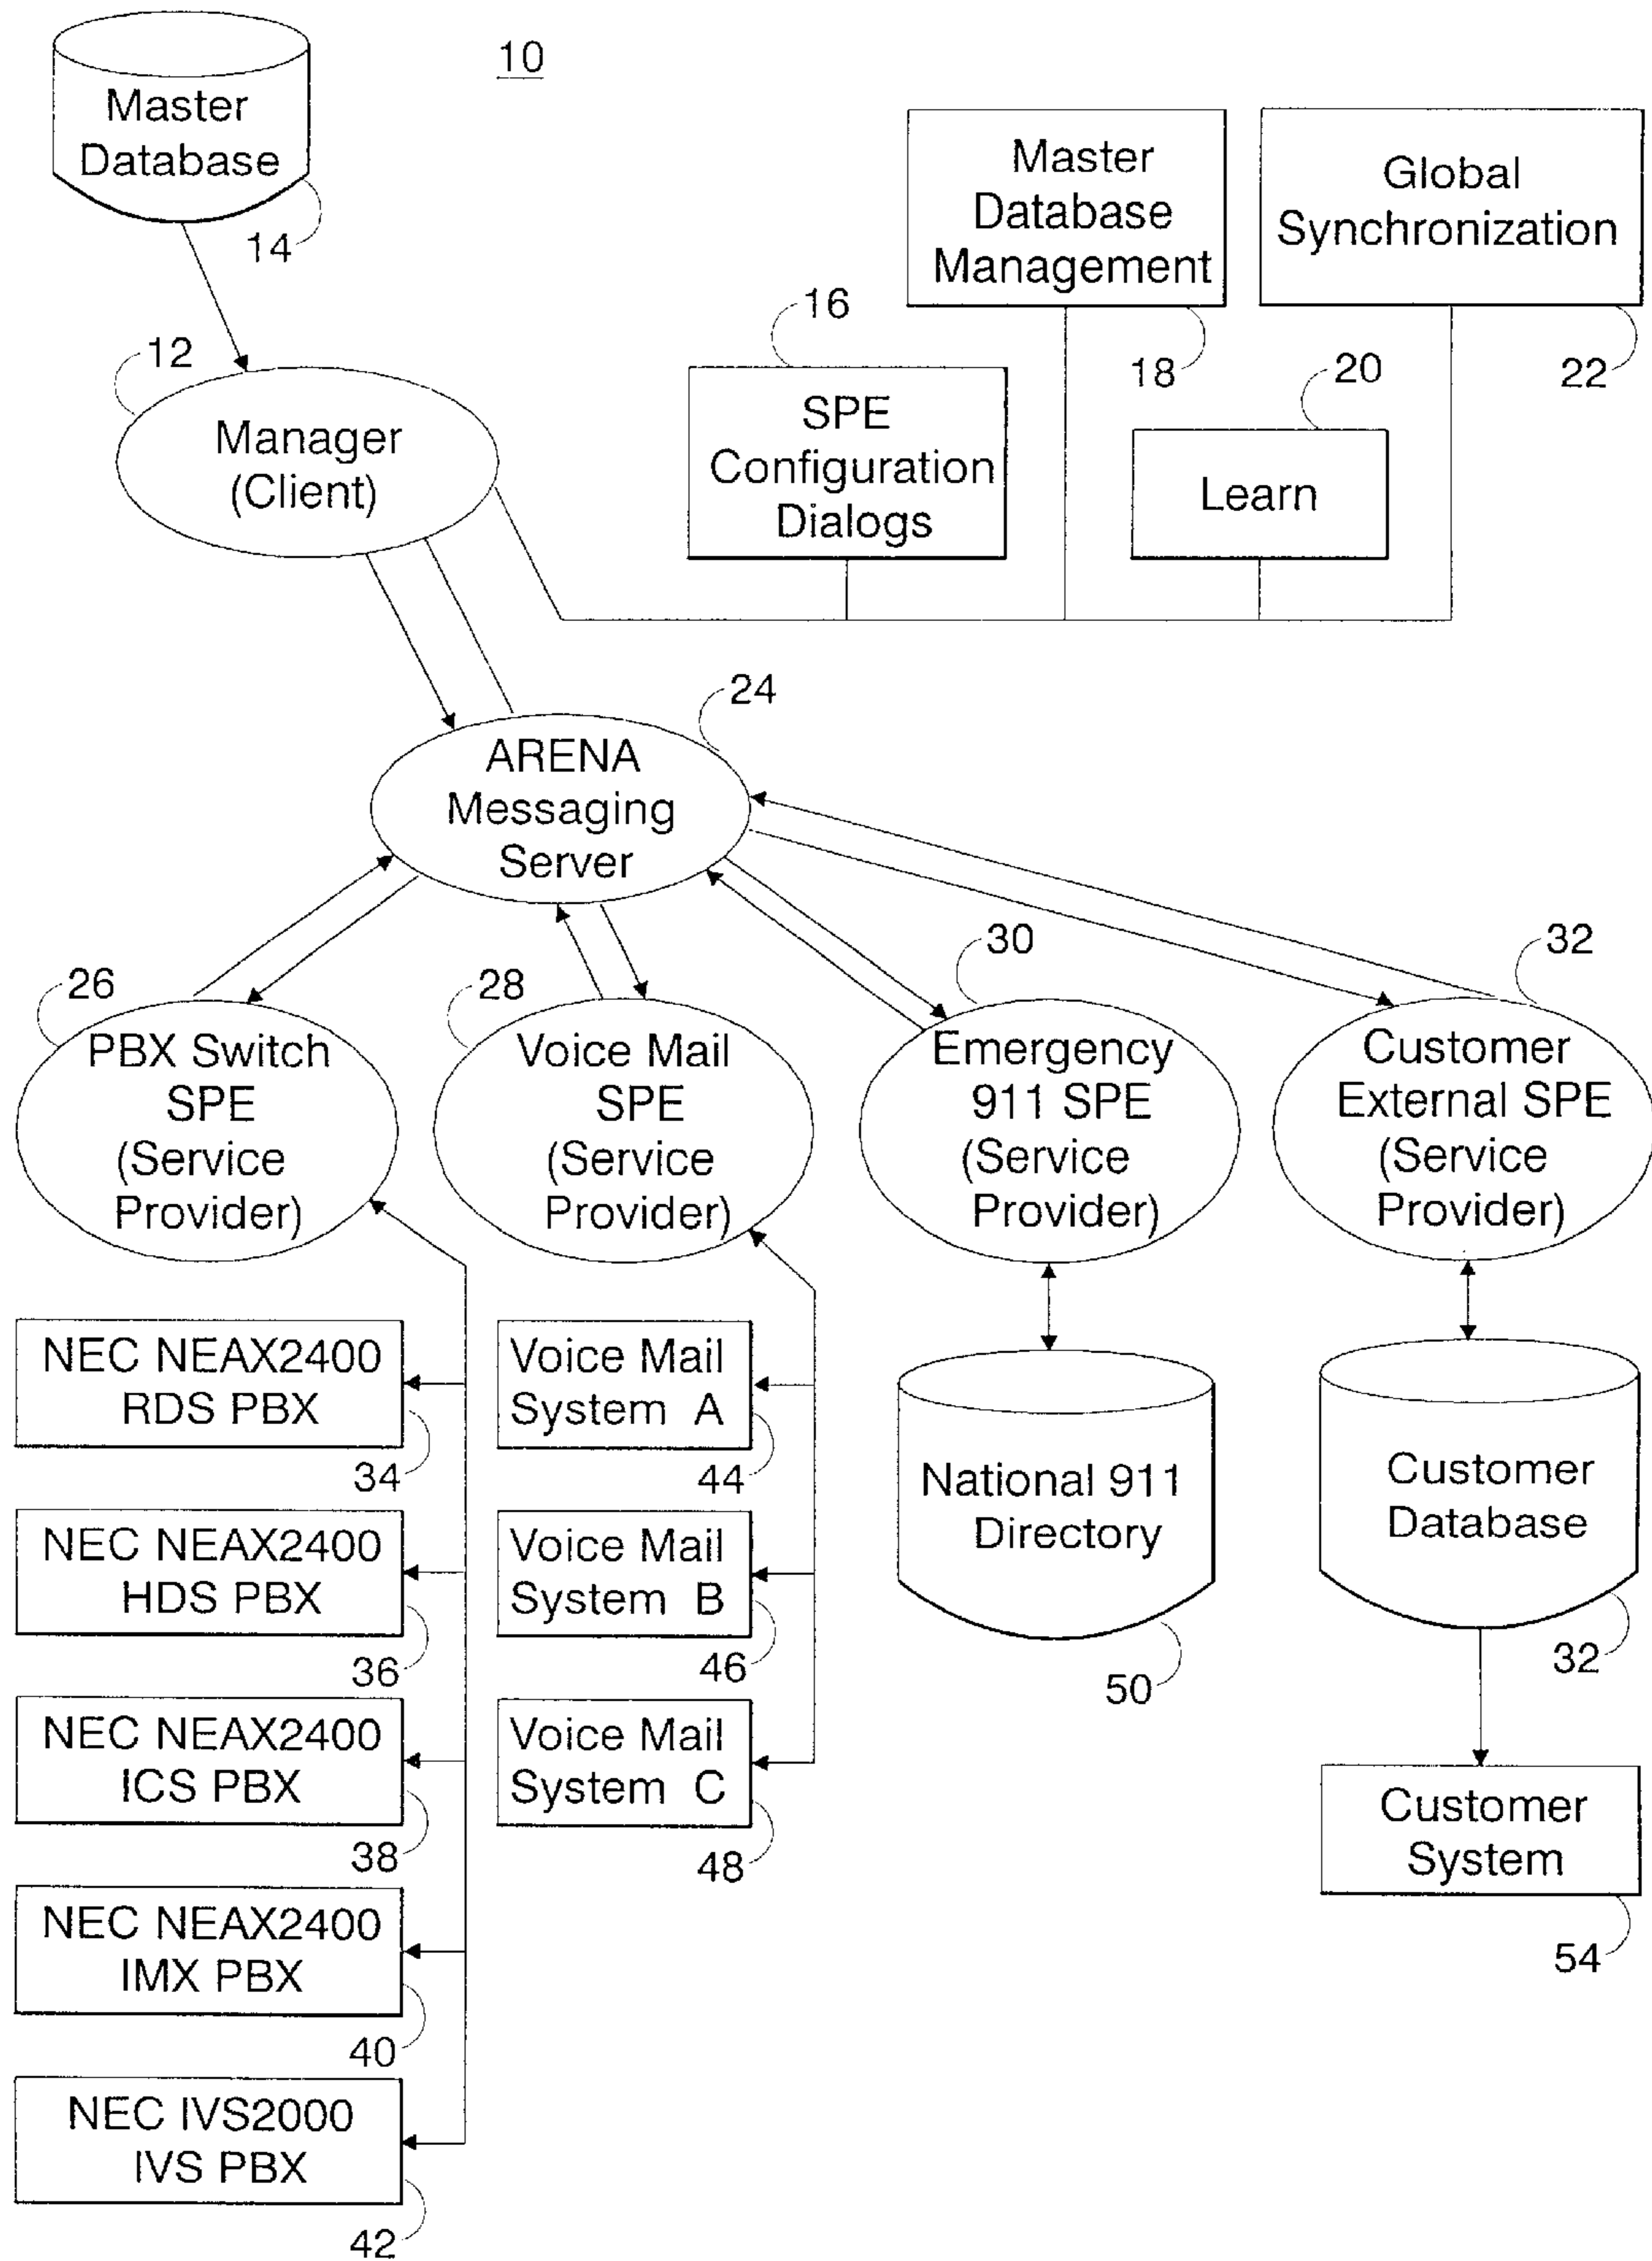 10
Master
Database
14
Master
Database
Management
18
Global
Synchronization
22
16
SPE
Configuration
Dialogs
20
Learn
12
Manager
(Client)
24
ARENA
Messaging
Server
26
PBX Switch
SPE
(Service
Provider)
28
Voice Mail
SPE
(Service
Provider)
30
Emergency
911 SPE
(Service
Provider)
32
Customer
External SPE
(Service
Provider)
NEC NEAX2400
RDS PBX
34
NEC NEAX2400
HDS PBX
36
NEC NEAX2400
ICS PBX
38
NEC NEAX2400
IMX PBX
40
NEC IVS2000
IVS PBX
42
Voice Mail
System A
44
Voice Mail
System B
46
Voice Mail
System C
48
National 911
Directory
50
Customer
Database
32
Customer
System
54